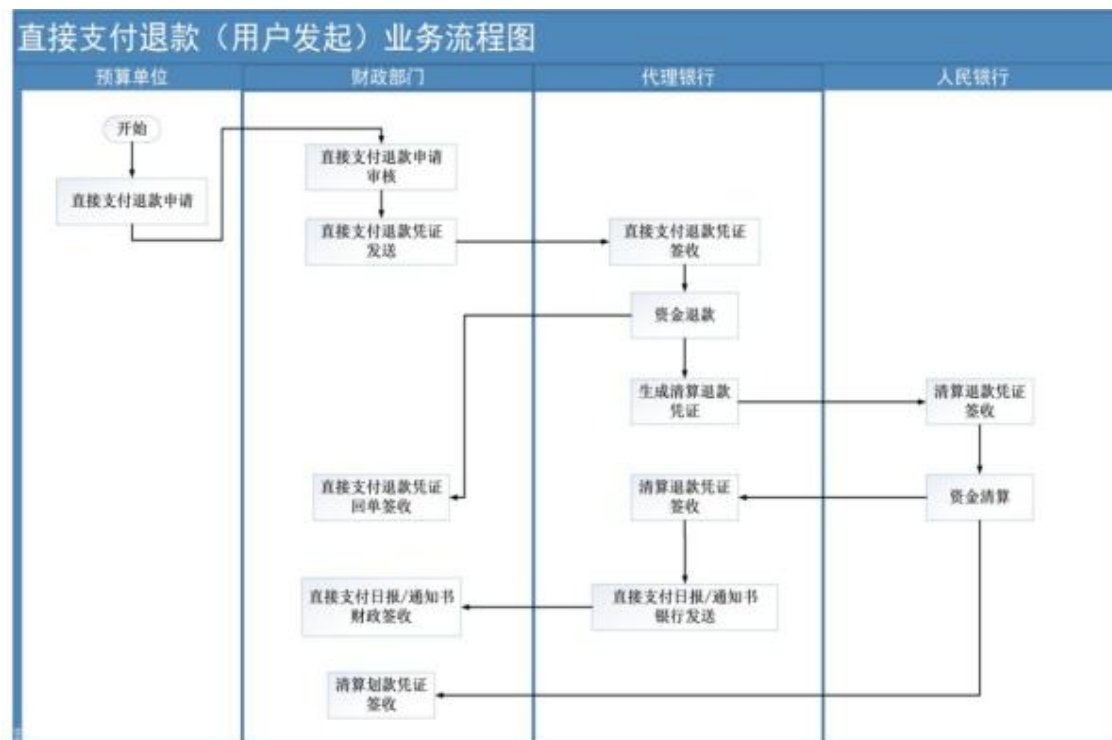 直接支付退款（用户发起）业务流程图
预算单位
财政部门
代理银行
人民银行
开始
直接支付退款申请
直接支付退款申请
审核
直接支付退款凭证
发送
直接支付退款凭证
签收
资金退款
生成清算退款
凭证
清算退款凭证
签收
直接支付退款凭证
回单签收
清算退款凭证
签收
资金清算
直接支付日报/通知书
财政签收
直接支付日报/通知书
银行发送
清算划款凭证
签收